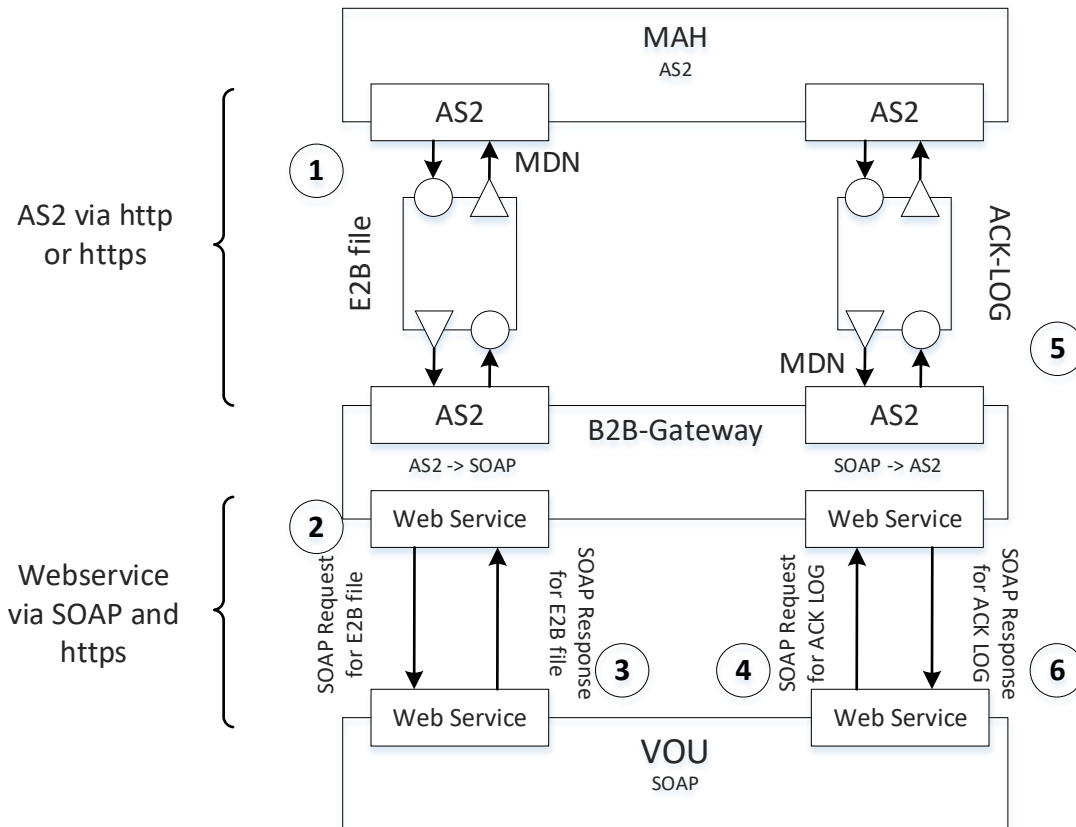 MAH
AS2
AS2
AS2
1
MDN
AS2 via http
or https
E2B file
ACK-LOG
5
MDN
AS2
AS2
B2B-Gateway
AS2 -> SOAP
SOAP -> AS2
2
Web Service
Web Service
Webservice
via SOAP and
https
SOAP Request
for E2B file
SOAP Response
for E2B file
3
4
SOAP Request
for ACK LOG
SOAP Response
for ACK LOG
6
Web Service
Web Service
VOU
SOAP